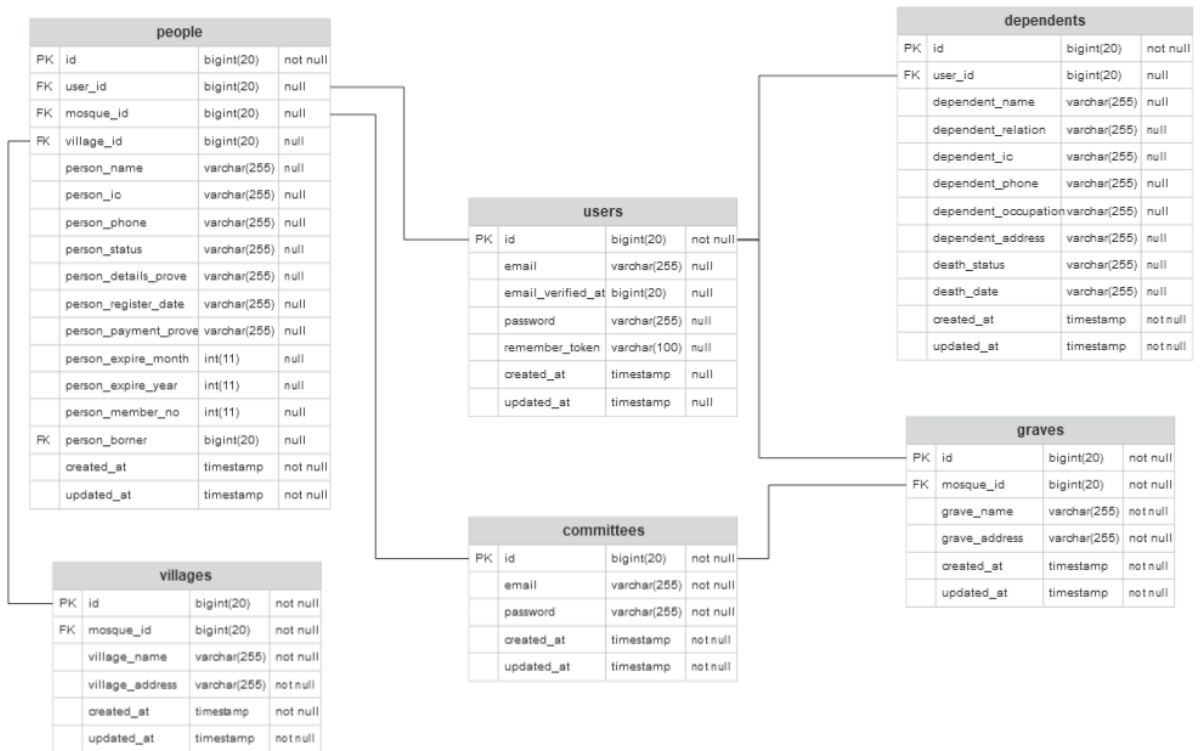 people
PK id bigint(20) not null
FK user_id bigint(20) null
FK mosque_id bigint(20) null
FK village_id bigint(20) null
person_name varchar(255) null
person_ic varchar(255) null
person_phone varchar(255) null
person_status varchar(255) null
person_details_prove varchar(255) null
person_register_date varchar(255) null
person_payment_prove varchar(255) null
person_expire_month int(11) null
person_expire_year int(11) null
person_member_no int(11) null
FK person_borner bigint(20) null
created_at timestamp not null
updated_at timestamp not null
villages
PK id bigint(20) not null
FK mosque_id bigint(20) not null
village_name varchar(255) not null
village_address varchar(255) not null
created_at timestamp not null
updated_at timestamp not null
users
PK id bigint(20) not null
email varchar(255) null
email_verified_at bigint(20) null
password varchar(255) null
remember_token varchar(100) null
created_at timestamp null
updated_at timestamp null
committees
PK id bigint(20) not null
email varchar(255) not null
password varchar(255) not null
created_at timestamp not null
updated_at timestamp not null
dependents
PK id bigint(20) not null
FK user_id bigint(20) null
dependent_name varchar(255) null
dependent_relation varchar(255) null
dependent_ic varchar(255) null
dependent_phone varchar(255) null
dependent_occupation varchar(255) null
dependent_address varchar(255) null
death_status varchar(255) null
death_date varchar(255) null
created_at timestamp not null
updated_at timestamp not null
graves
PK id bigint(20) not null
FK mosque_id bigint(20) not null
grave_name varchar(255) not null
grave_address varchar(255) not null
created_at timestamp not null
updated_at timestamp not null